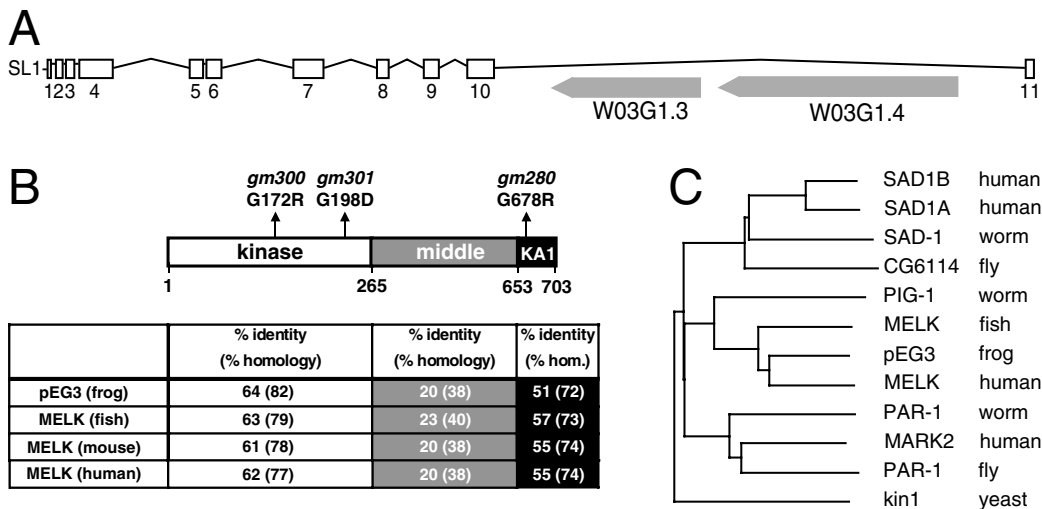 A
SL1
1 2 3 4 5 6 7 8 9 10 11
W03G1.3 W03G1.4
B
gm300 gm301 gm280
G172R G198D G678R
kinase middle KA1
1 265 653 703
% identity % identity % identity
(% homology) (% homology) (% hom.)
pEG3 (frog) 64 (82) 20 (38) 51 (72)
MELK (fish) 63 (79) 23 (40) 57 (73)
MELK (mouse) 61 (78) 20 (38) 55 (74)
MELK (human) 62 (77) 20 (38) 55 (74)
C
SAD1B human
SAD1A human
SAD-1 worm
CG6114 fly
PIG-1 worm
MELK fish
pEG3 frog
MELK human
PAR-1 worm
MARK2 human
PAR-1 fly
kin1 yeast